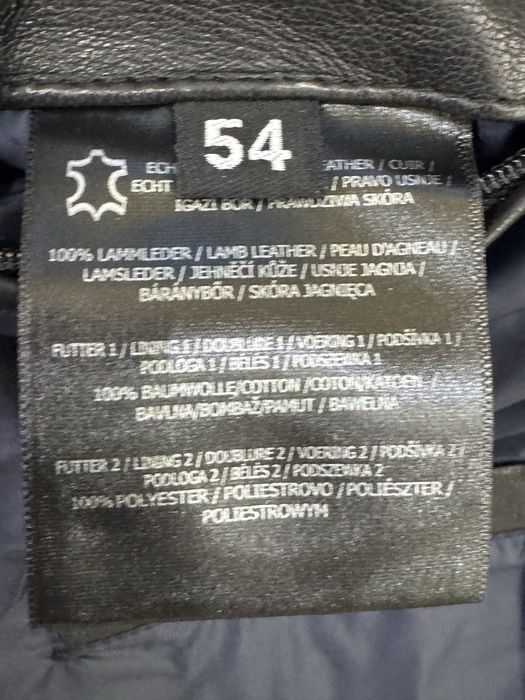 54
ATHER / CUIR /
ECHT / PRAVO USNJE /
IGAZI BŐR / PRAWDZIWA SKÓRA
100% LAMMLEDER / LAMB LEATHER / PEAU D'AGNEAU /
LAMSLEDER / JEHNĚČÍ KŮŽE / USNJE JAGNJA /
BÁRÁNYBŐR / SKÓRA JAGNIĘCA
FUTTER 1 / LINING 1 / DOUBLURE 1 / VOERING 1 / PODŠÍVKA 1 /
PODLOGA 1 / BÉLÉS 1 / PODSZEWKA 1
100% BAUMWOLLE/COTTON /COTON/KATOEN /
BAVLNA/BOMBAŽ/PAMUT / BAWEŁNA
FUTTER 2 / LINING 2 / DOUBLURE 2 / VOERING 2 / PODŠÍVKA 2 /
PODLOGA 2 / BÉLÉS 2 / PODSZEWKA 2
100% POLYESTER / POLIESTROVO / POLIÉSZTER /
POLIESTROWYM